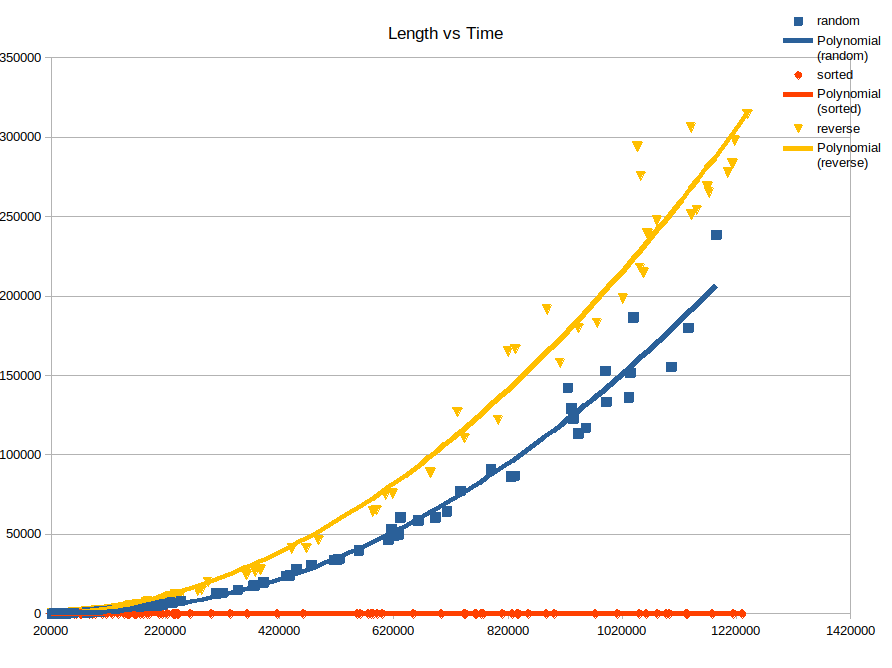 Length vs Time
random
Polynomial
(random)
sorted
Polynomial
(sorted)
reverse
Polynomial
(reverse)
350000
300000
250000
200000
150000
100000
50000
0
20000 220000 420000 620000 820000 1020000 1220000 1420000